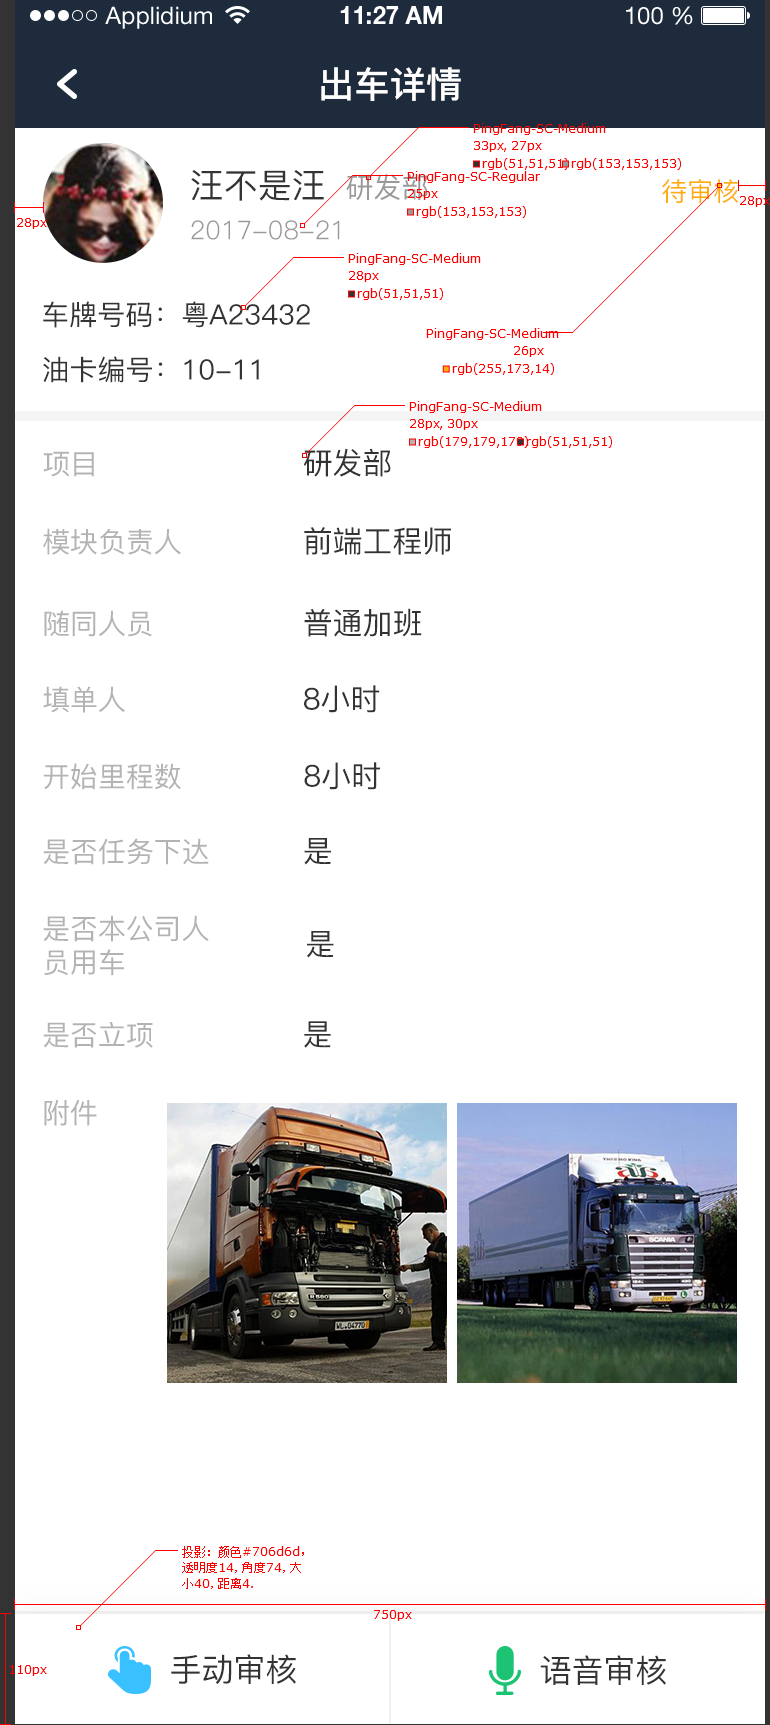 Applidium 11:27 AM 100 %
出车详情
PingFang-SC-Medium
33px, 27px
rgb(51,51,51) rgb(153,153,153)
汪不是汪 研发部
PingFang-SC-Regular
25px
rgb(153,153,153)
待审核
28px
28px
2017-08-21
PingFang-SC-Medium
28px
rgb(51,51,51)
车牌号码：粤A23432
PingFang-SC-Medium
26px
rgb(255,173,14)
油卡编号：10-11
PingFang-SC-Medium
28px, 30px
rgb(179,179,179) rgb(51,51,51)
项目 研发部
模块负责人 前端工程师
随同人员 普通加班
填单人 8小时
开始里程数 8小时
是否任务下达 是
是否本公司人
员用车 是
是否立项 是
附件
SCANIA
投影：颜色#706d6d，
透明度14, 角度74, 大
小40, 距离4.
750px
110px
手动审核 语音审核